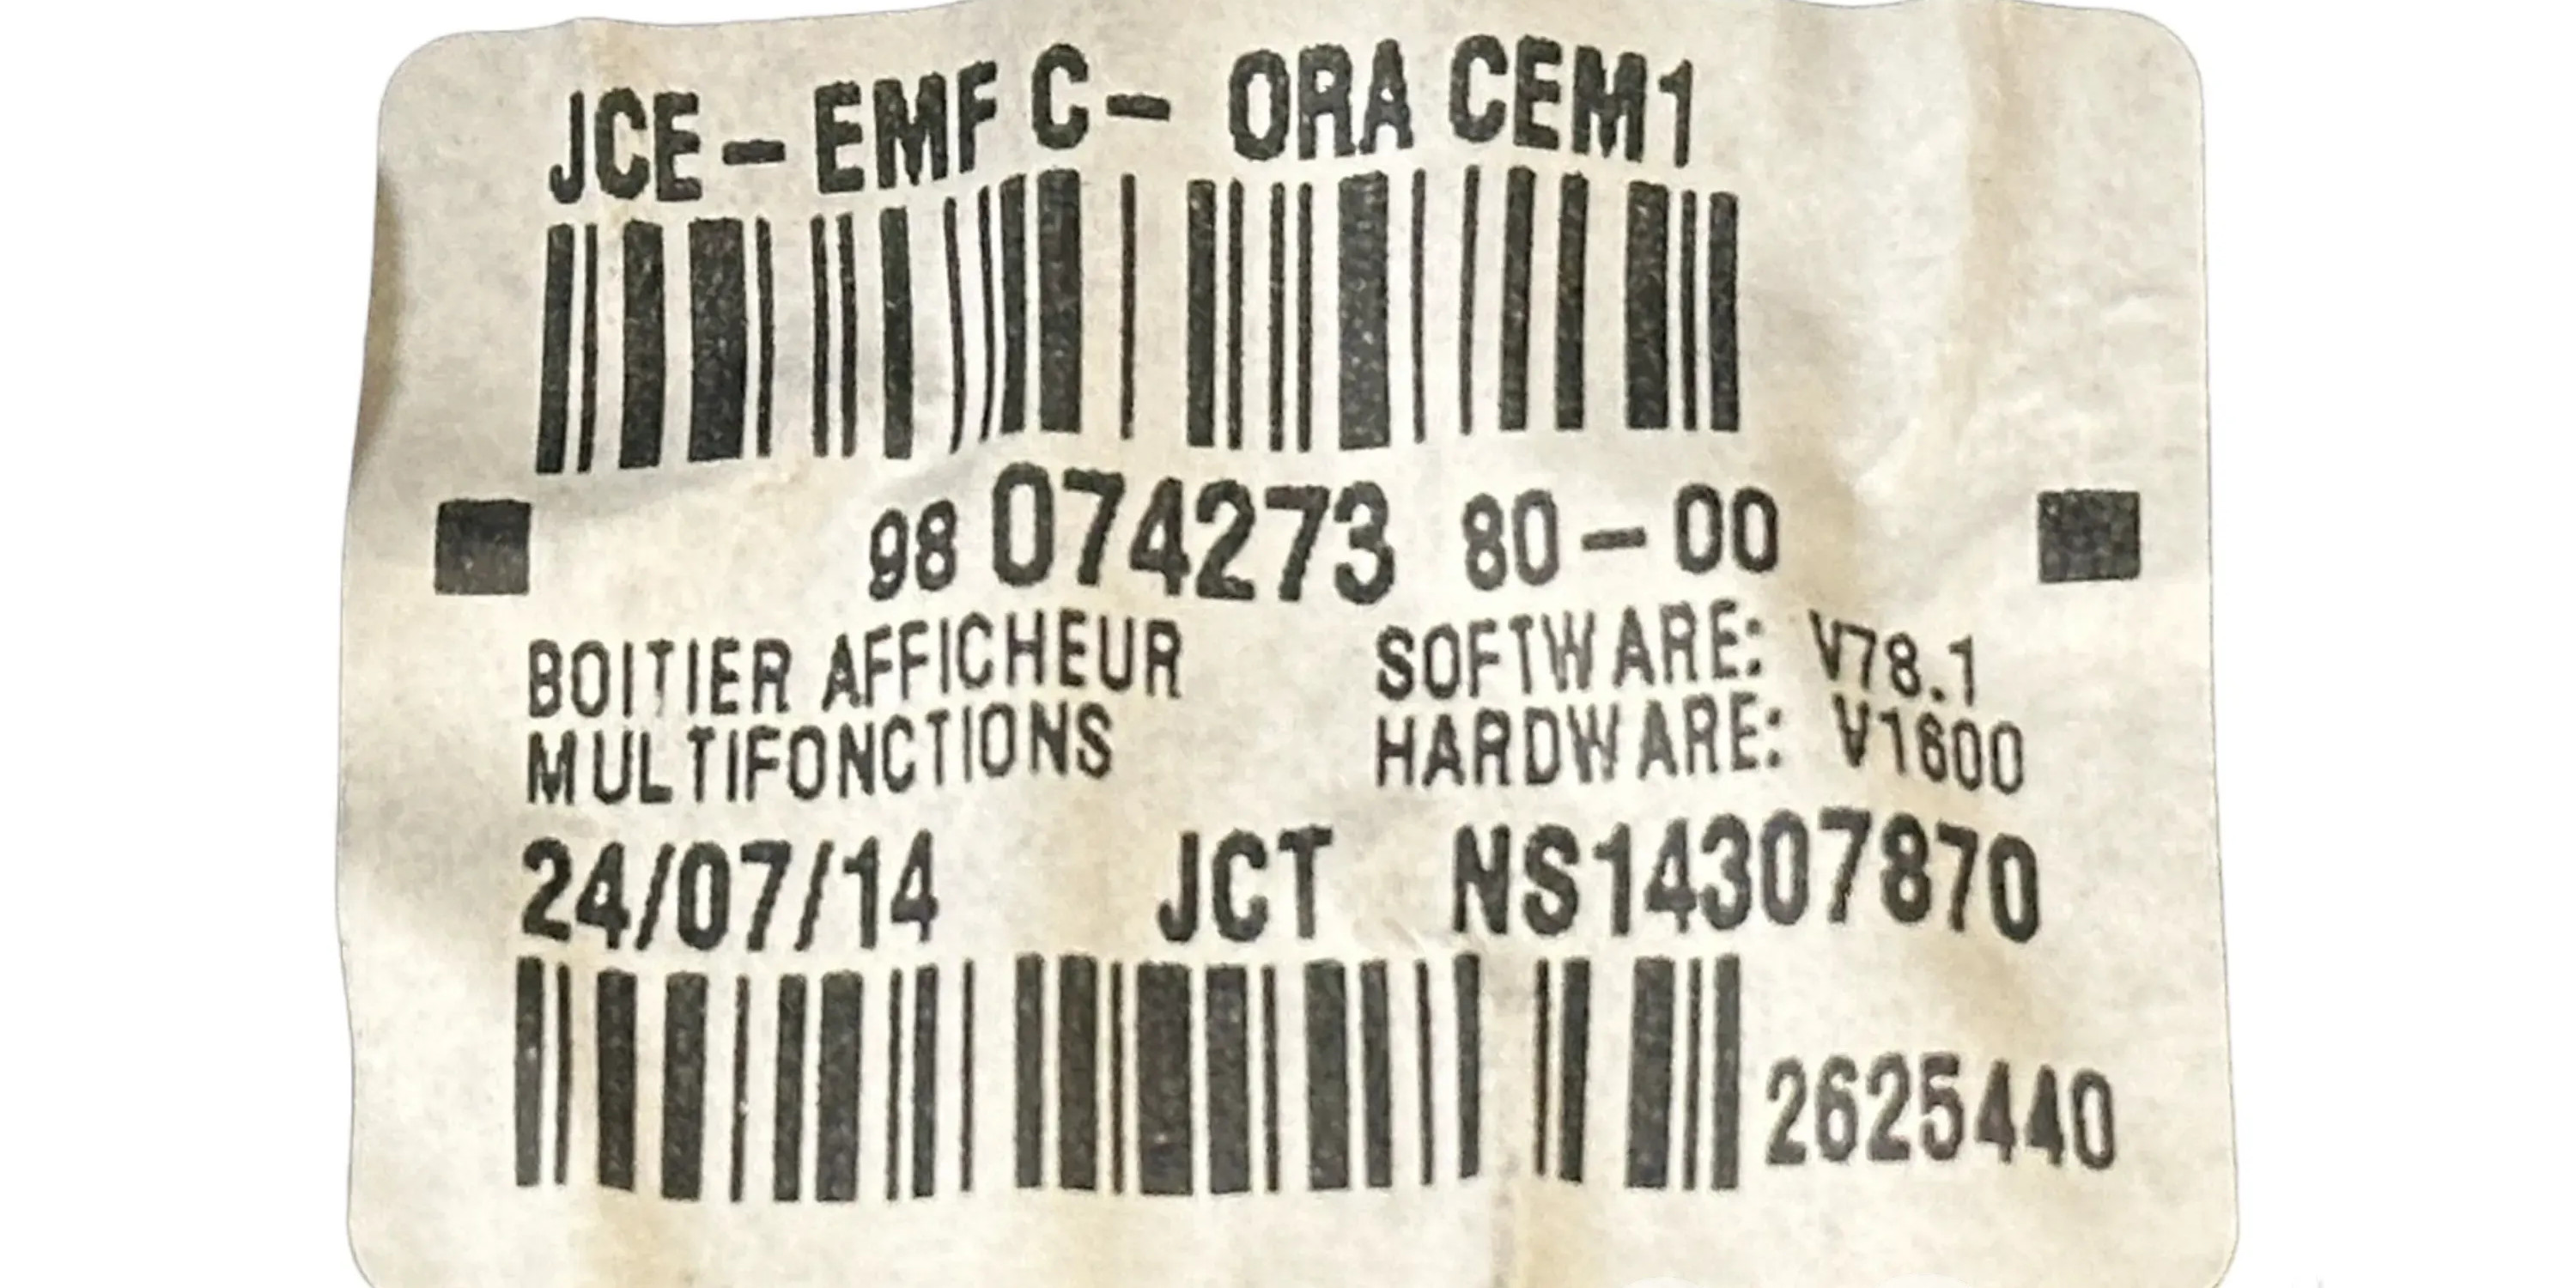 JCE-EMF C- ORA CEM1
98 074273 80-00
BOITIER AFFICHEUR
MULTIFONCTIONS
SOFTWARE: V78.1
HARDWARE: V1600
24/07/14 JCT NS14307870
2625440